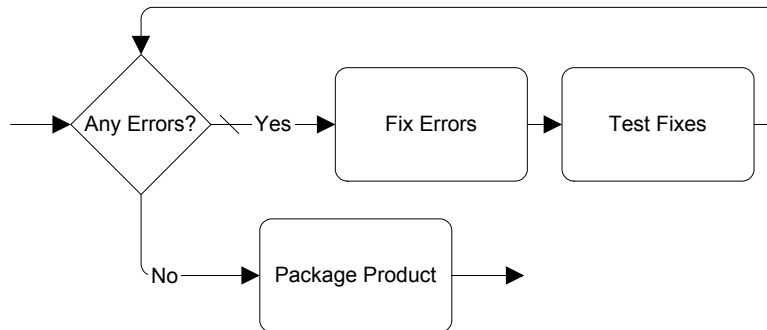 Any Errors?
Yes
Fix Errors
Test Fixes
No
Package Product